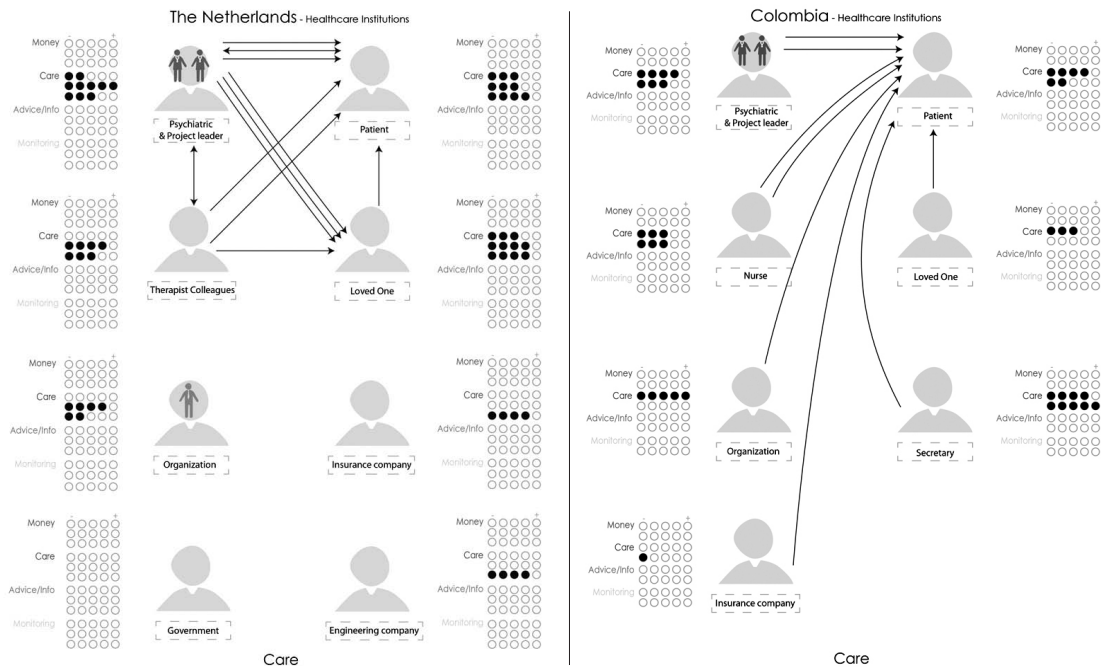 The Netherlands - Healthcare Institutions
- +
Money
Care
Advice/Info
Monitoring
Psychiatric
& Project leader
- +
Money
Care
Advice/Info
Monitoring
Patient
- +
Money
Care
Advice/Info
Monitoring
Therapist Colleagues
- +
Money
Care
Advice/Info
Monitoring
Loved One
- +
Money
Care
Advice/Info
Monitoring
Organization
- +
Money
Care
Advice/Info
Monitoring
Insurance company
- +
Money
Care
Advice/Info
Monitoring
Government
- +
Money
Care
Advice/Info
Monitoring
Engineering company
Care
Colombia - Healthcare Institutions
- +
Money
Care
Advice/Info
Monitoring
Psychiatric
& Project leader
- +
Money
Care
Advice/Info
Monitoring
Patient
- +
Money
Care
Advice/Info
Monitoring
Nurse
- +
Money
Care
Advice/Info
Monitoring
Loved One
- +
Money
Care
Advice/Info
Monitoring
Organization
- +
Money
Care
Advice/Info
Monitoring
Secretary
- +
Money
Care
Advice/Info
Monitoring
Insurance company
Care